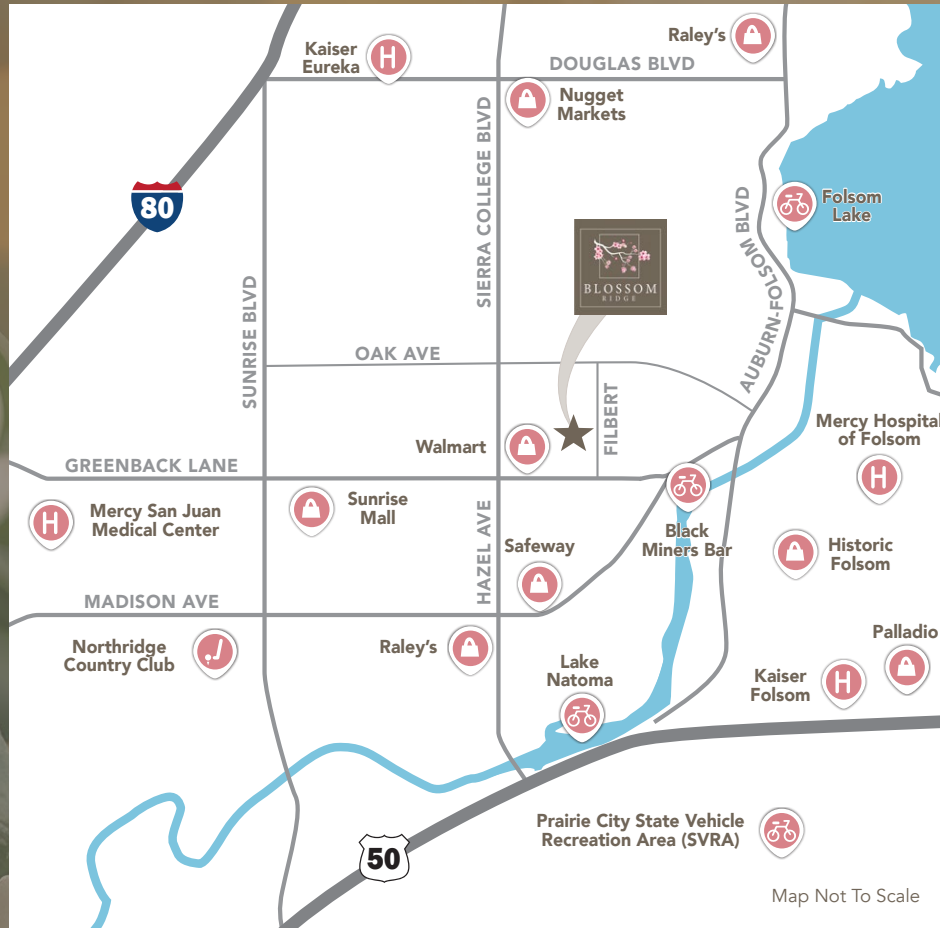 Raley's
Kaiser
Eureka
DOUGLAS BLVD
Nugget
Markets
SIERRA COLLEGE BLVD
80
Folsom
Lake
AUBURN-FOLSOM BLVD
BLOSSOM
RIDGE
SUNRISE BLVD
OAK AVE
FILBERT
Mercy Hospital
of Folsom
Walmart
GREENBACK LANE
Mercy San Juan
Medical Center
Sunrise
Mall
HAZEL AVE
Safeway
Black
Miners Bar
Historic
Folsom
MADISON AVE
Northridge
Country Club
Raley's
Lake
Natoma
Kaiser
Folsom
Palladio
H
H
H
H
50
Prairie City State Vehicle
Recreation Area (SVRA)
Map Not To Scale